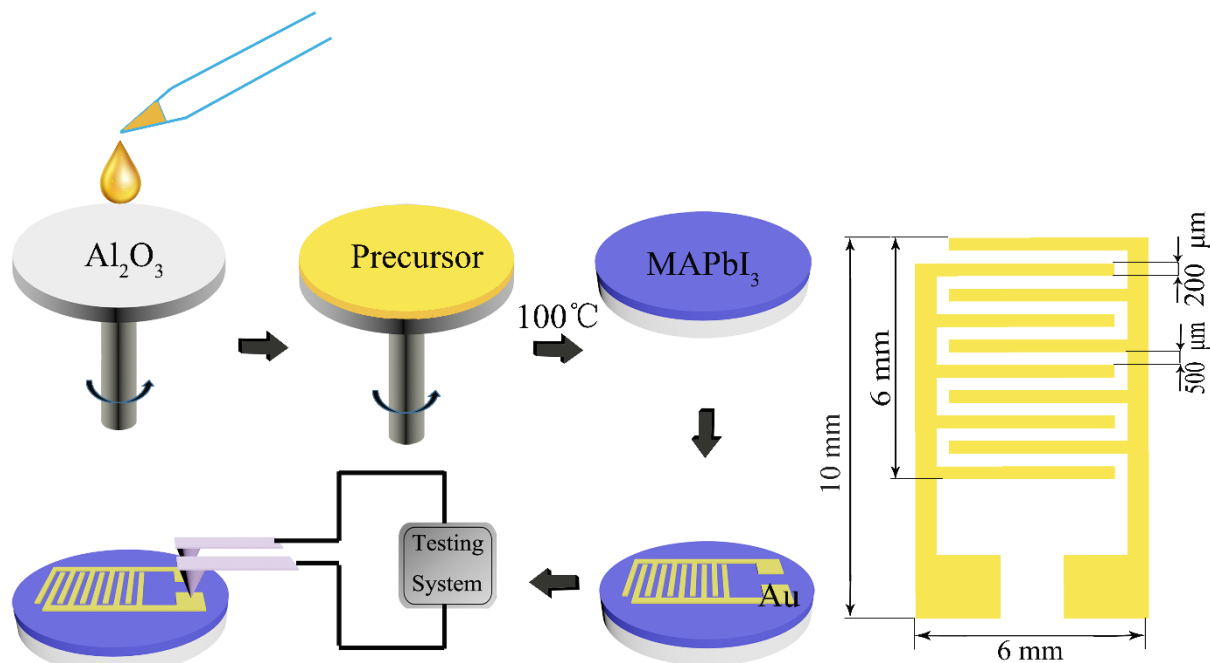 Al₂O₃
Precursor
100℃
MAPbI₃
Testing
System
Au
10 mm
6 mm
200 μm
500 μm
6 mm